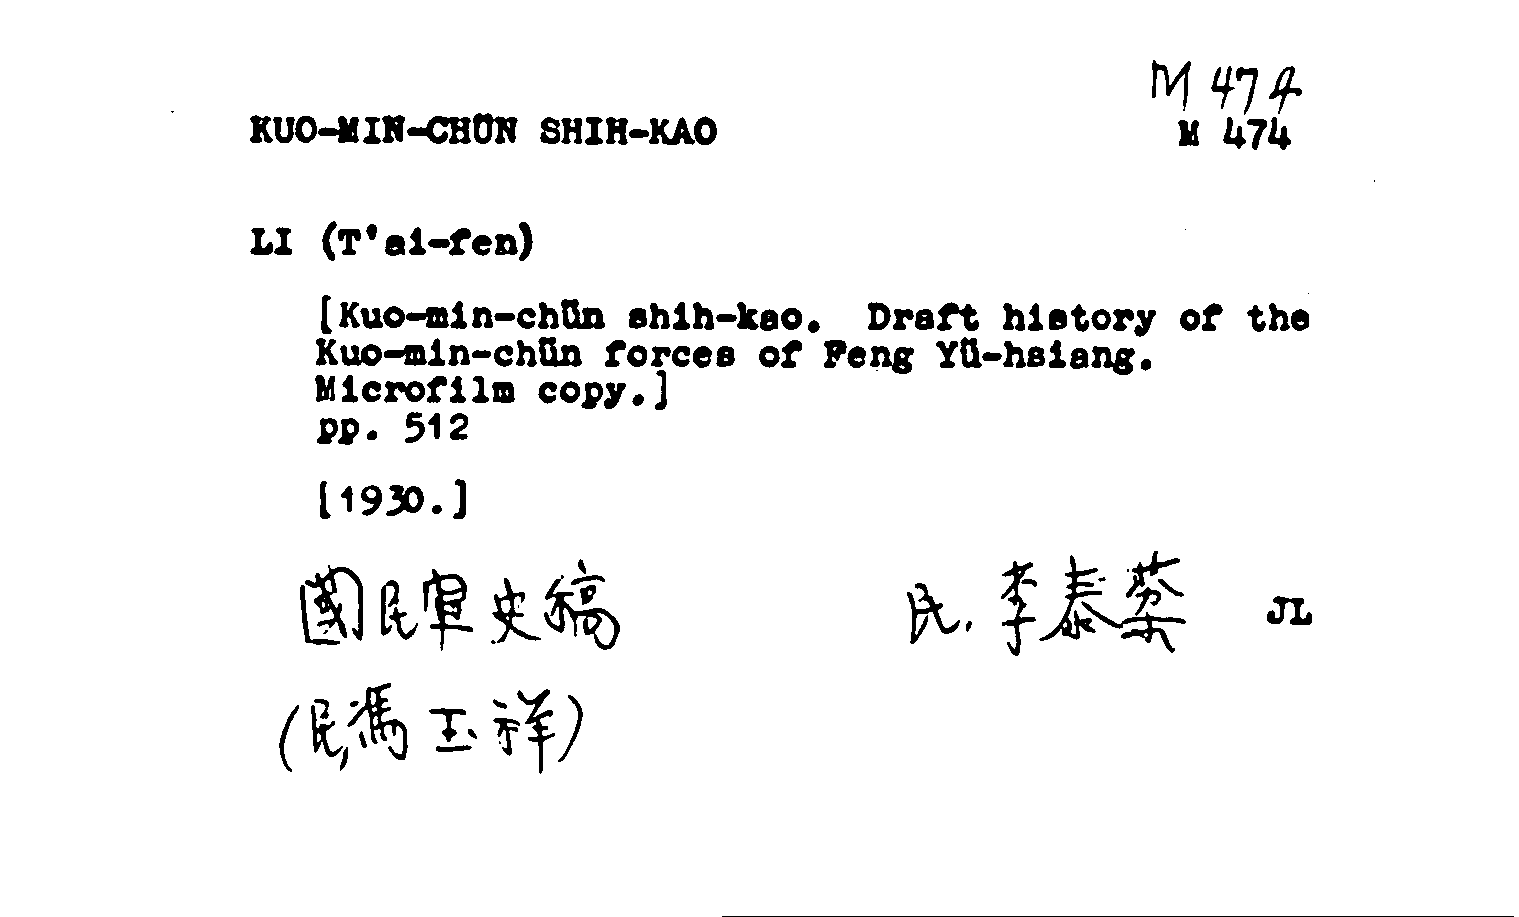 M 474
KUO-MIN-CHÜN SHIH-KAO M 474
LI (T'ai-fen)
[Kuo-min-chün shih-kao. Draft history of the
Kuo-min-chün forces of Feng Yü-hsiang.
Microfilm copy.]
pp. 512
[1930.]
國民軍史稿 民. 李泰棻 JL
(民, 馮玉祥)